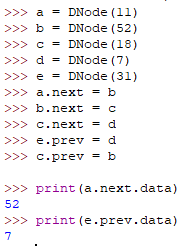 >>> a = DNode(11)
>>> b = DNode(52)
>>> c = DNode(18)
>>> d = DNode(7)
>>> e = DNode(31)
>>> a.next = b
>>> b.next = c
>>> c.next = d
>>> e.prev = d
>>> c.prev = b
>>> print(a.next.data)
52
>>> print(e.prev.data)
7